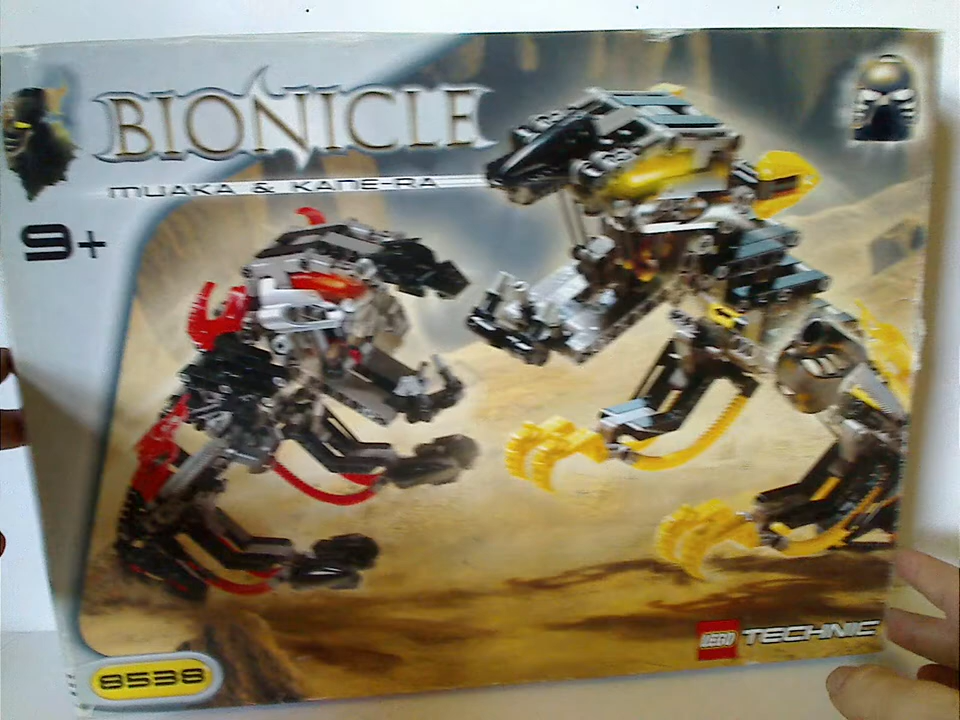 BIONICLE
MUAKA & KANE-RA
9+
LEGO TECHNIC
8538